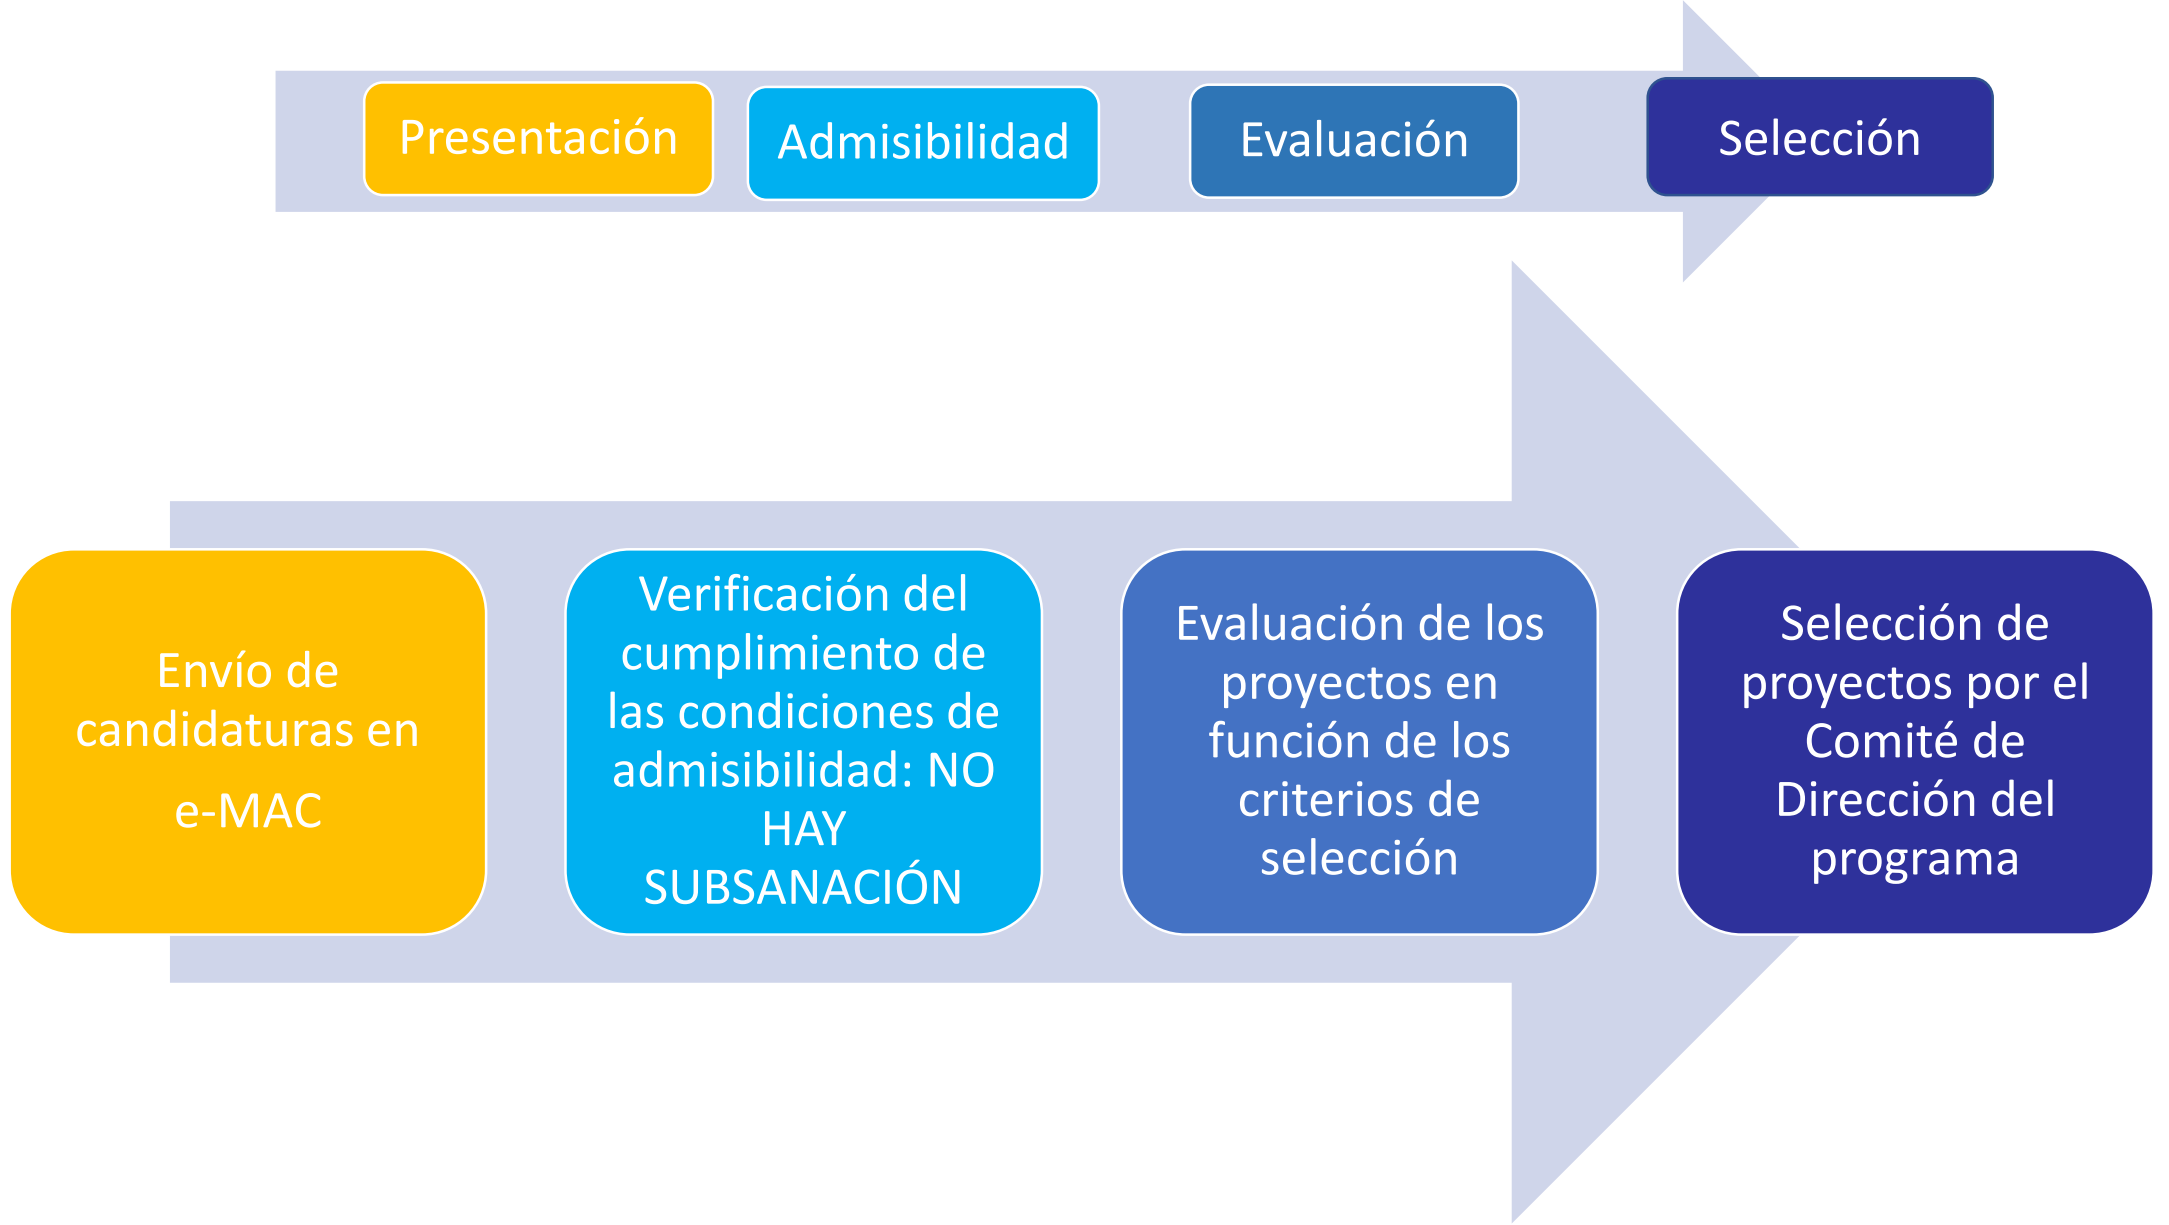 Presentación
Admisibilidad
Evaluación
Selección
Envío de
candidaturas en
e-MAC
Verificación del
cumplimiento de
las condiciones de
admisibilidad: NO
HAY
SUBSANACIÓN
Evaluación de los
proyectos en
función de los
criterios de
selección
Selección de
proyectos por el
Comité de
Dirección del
programa